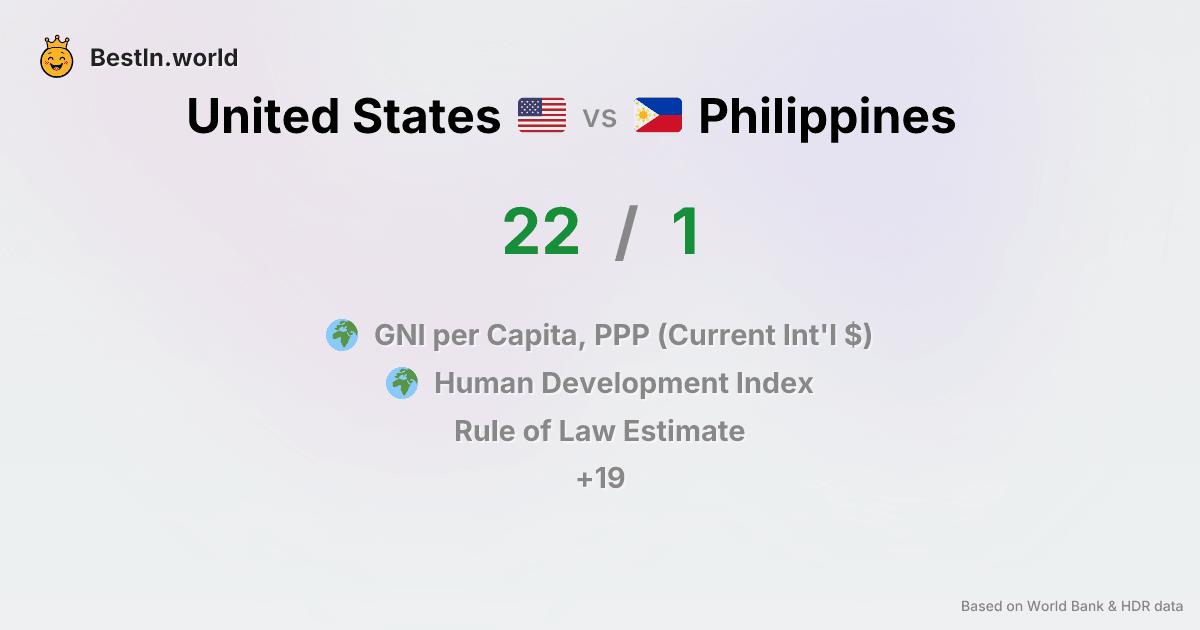 BestIn.world
United States vs Philippines
22 / 1
GNI per Capita, PPP (Current Int'l $)
Human Development Index
Rule of Law Estimate
+19
Based on World Bank & HDR data